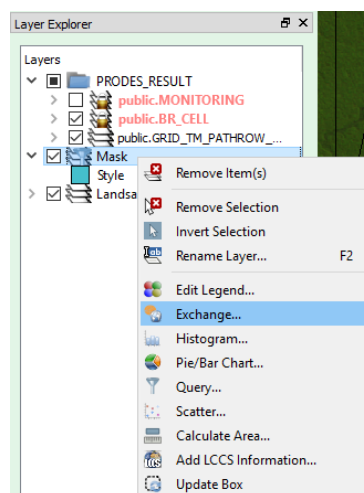 Layer Explorer
Layers
PRODES_RESULT
public.MONITORING
public.BR_CELL
public.GRID_TM_PATHROW_...
Mask
Style
Landsa
Remove Item(s)
Remove Selection
Invert Selection
Rename Layer... F2
Edit Legend...
Exchange...
Histogram...
Pie/Bar Chart...
Query...
Scatter...
Calculate Area...
Add LCCS Information...
Update Box